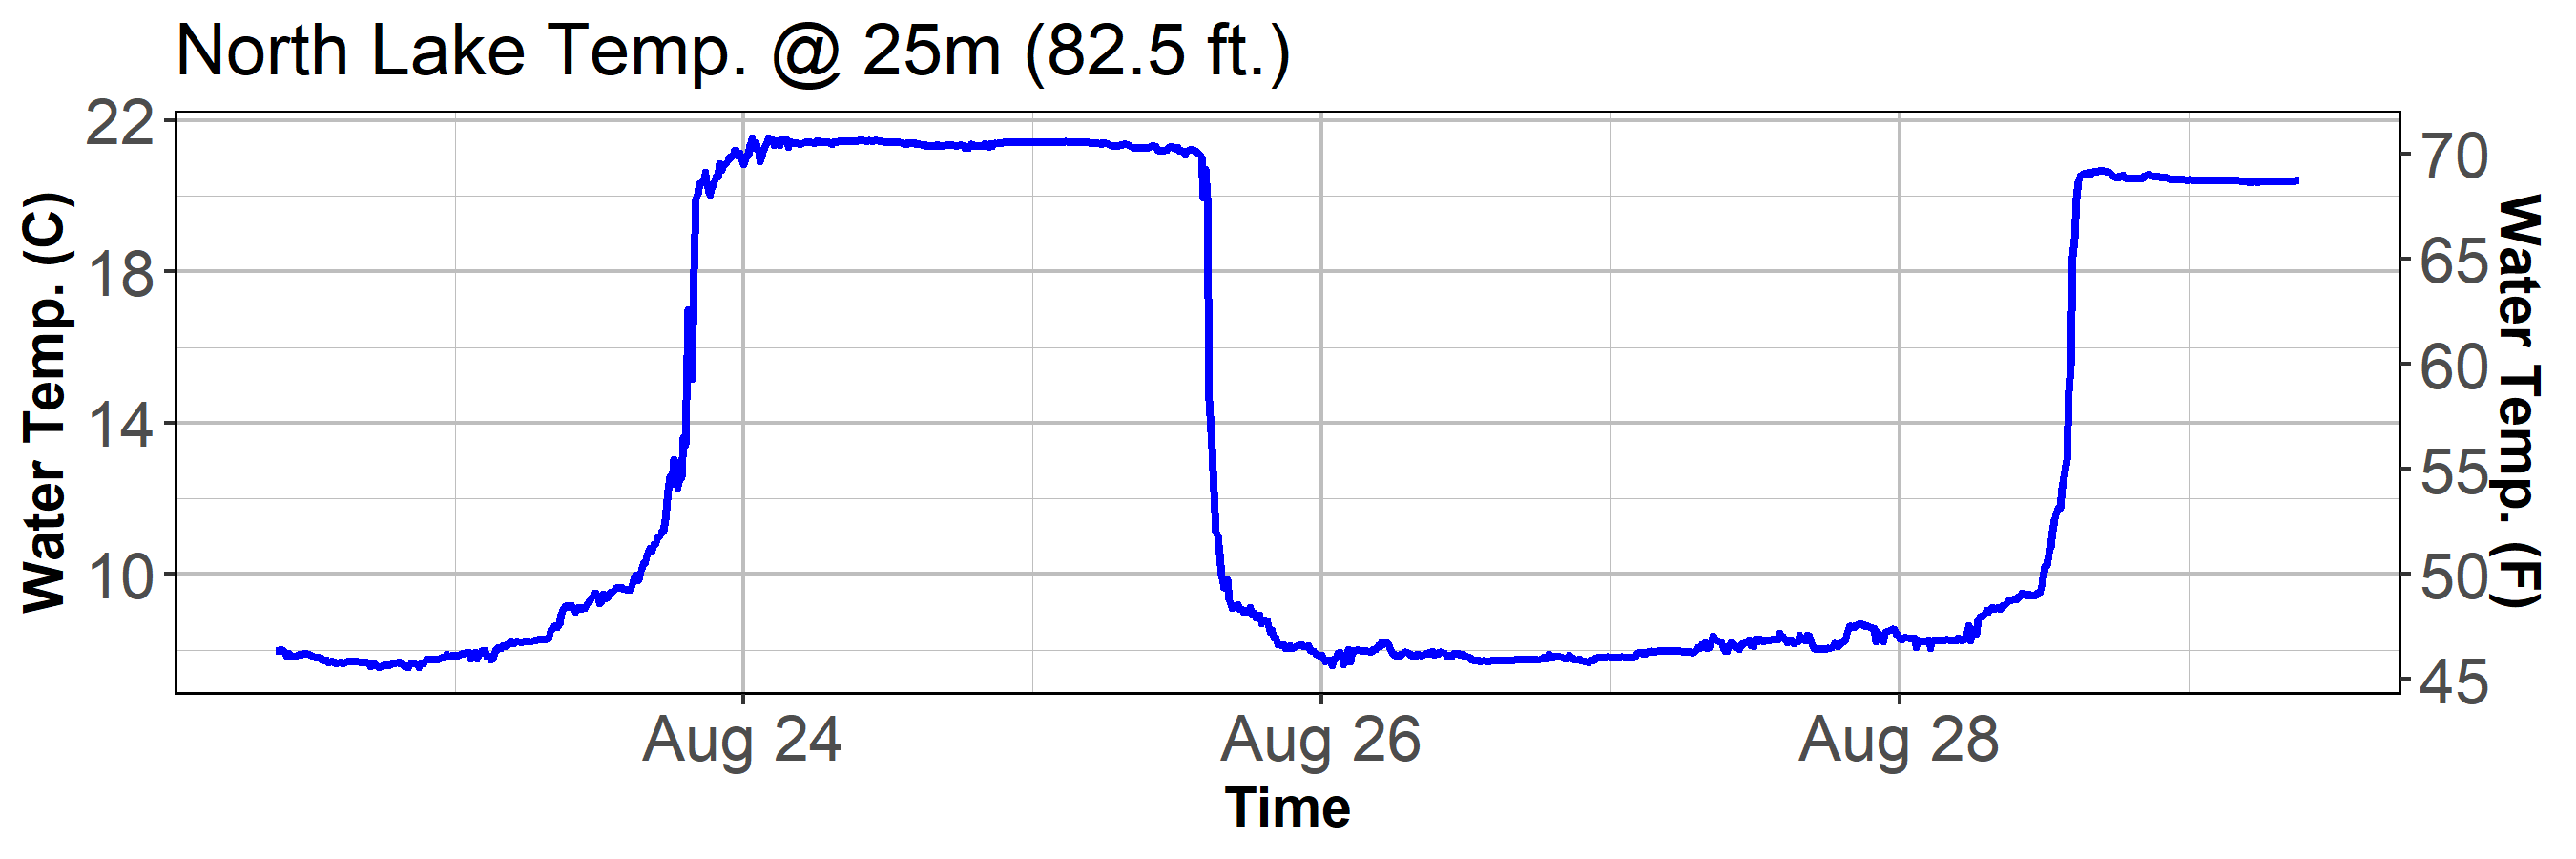 North Lake Temp. @ 25m (82.5 ft.)
Water Temp. (C)
22
18
14
10
70
65
60
55
50
45
Water Temp. (F)
Aug 24 Aug 26 Aug 28
Time